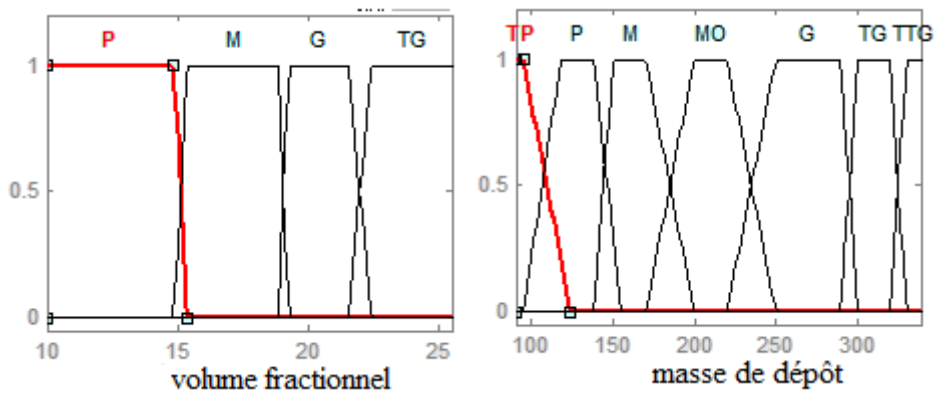 P M G TG
1
0.5
0
10 15 20 25
volume fractionnel
TP P M MO G TG TTG
1
0.5
0
100 150 200 250 300
masse de dépôt